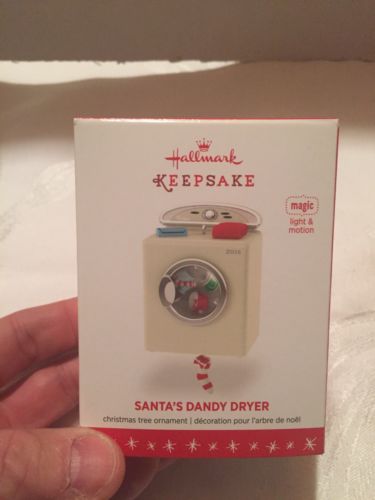 Hallmark
KEEPSAKE
magic
light &
motion
2016
SANTA'S DANDY DRYER
christmas tree ornament | décoration pour l'arbre de noël